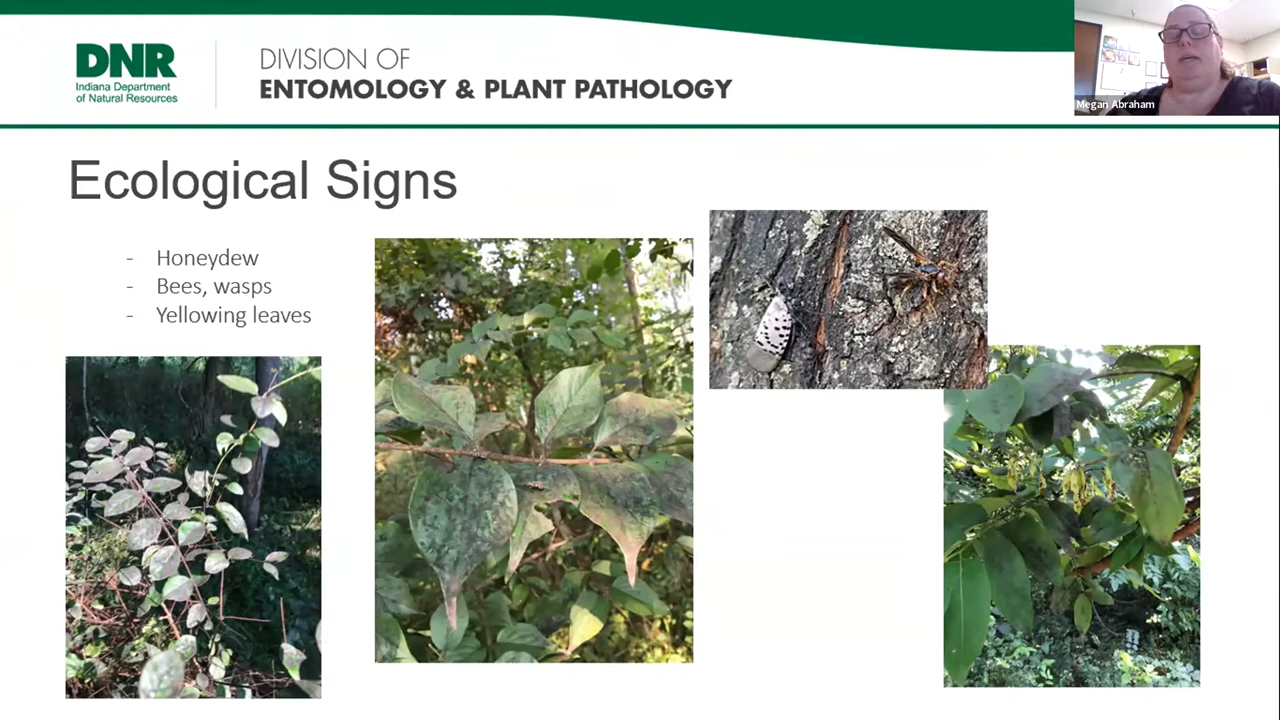 DNR
Indiana Department
of Natural Resources
DIVISION OF
ENTOMOLOGY & PLANT PATHOLOGY
Megan Abraham
Ecological Signs
- Honeydew
- Bees, wasps
- Yellowing leaves